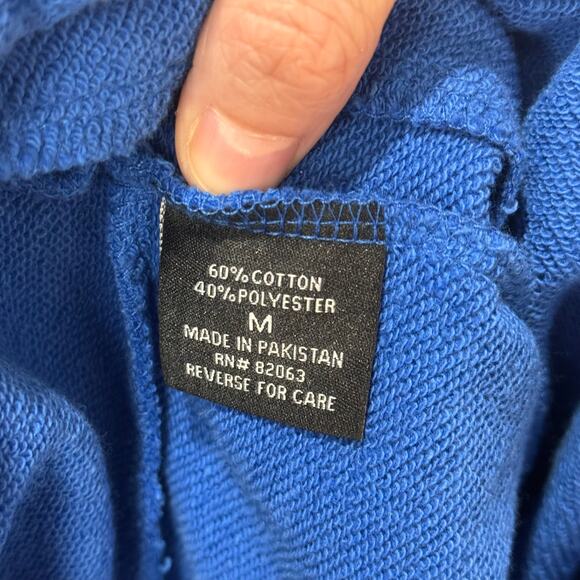 60% COTTON
40% POLYESTER
M
MADE IN PAKISTAN
RN# 82063
REVERSE FOR CARE